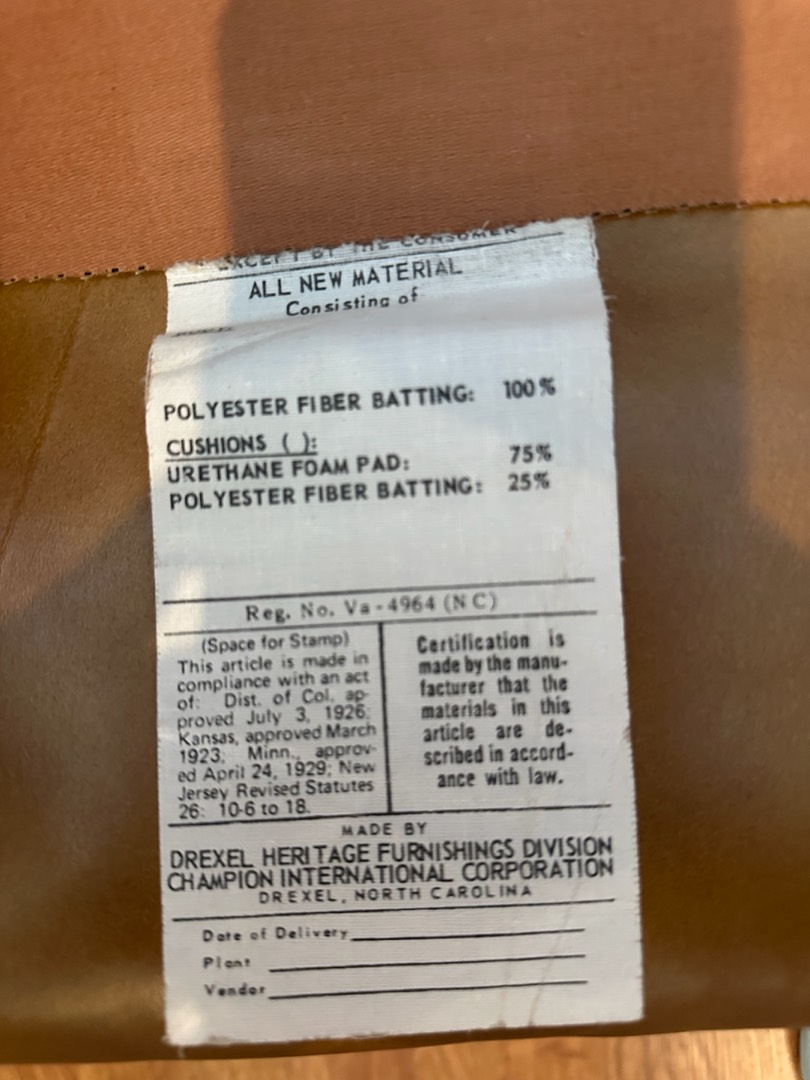 EXCEPT BY THE CONSUMER
ALL NEW MATERIAL
Consisting of
POLYESTER FIBER BATTING: 100%
CUSHIONS ( ):
URETHANE FOAM PAD: 75%
POLYESTER FIBER BATTING: 25%
Reg. No. Va-4964 (NC)
(Space for Stamp)
This article is made in
compliance with an act
of: Dist. of Col. ap-
proved July 3, 1926;
Kansas, approved March
1923; Minn., approv-
ed April 24, 1929; New
Jersey Revised Statutes
26: 10-6 to 18.
Certification is
made by the manu-
facturer that the
materials in this
article are de-
scribed in accord-
ance with law.
MADE BY
DREXEL HERITAGE FURNISHINGS DIVISION
CHAMPION INTERNATIONAL CORPORATION
DREXEL, NORTH CAROLINA
Date of Delivery
Plant
Vendor